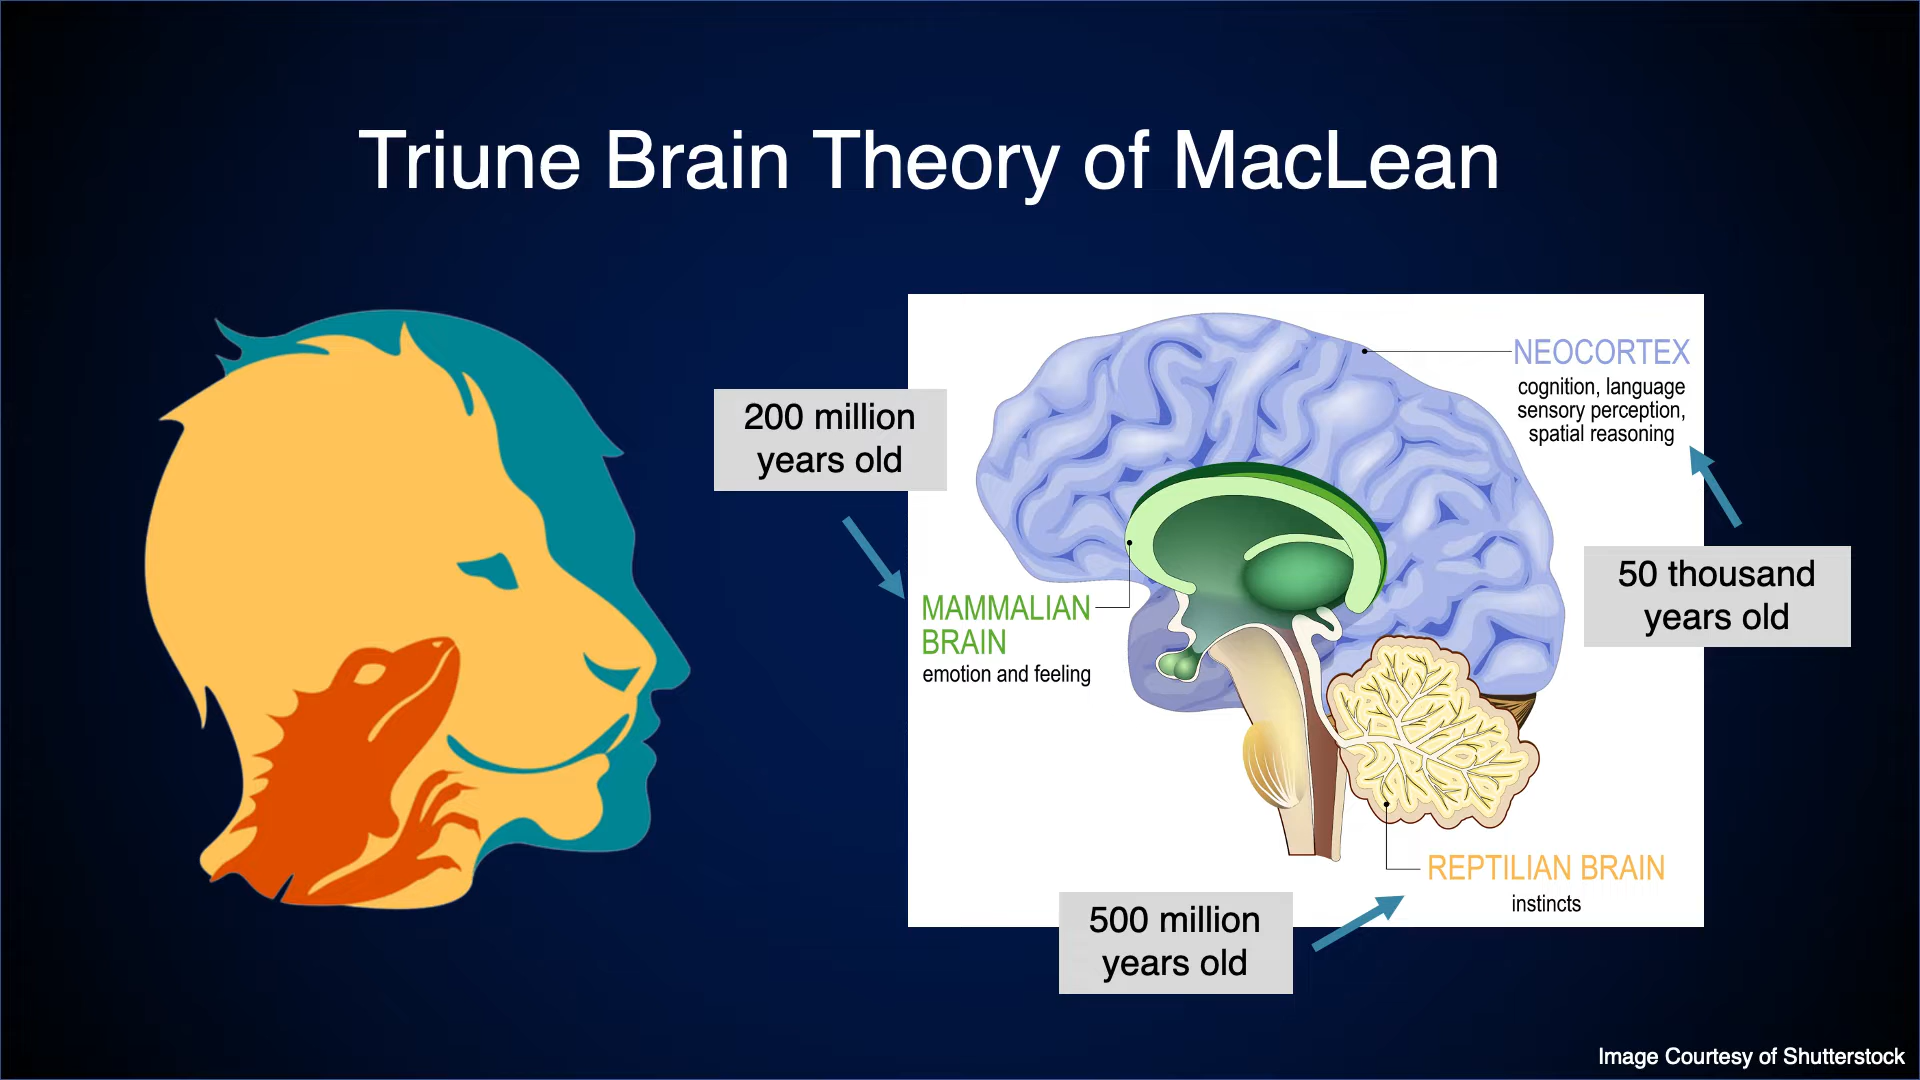 Triune Brain Theory of MacLean
200 million
years old
NEOCORTEX
cognition, language
sensory perception,
spatial reasoning
50 thousand
years old
MAMMALIAN
BRAIN
emotion and feeling
REPTILIAN BRAIN
instincts
500 million
years old
Image Courtesy of Shutterstock